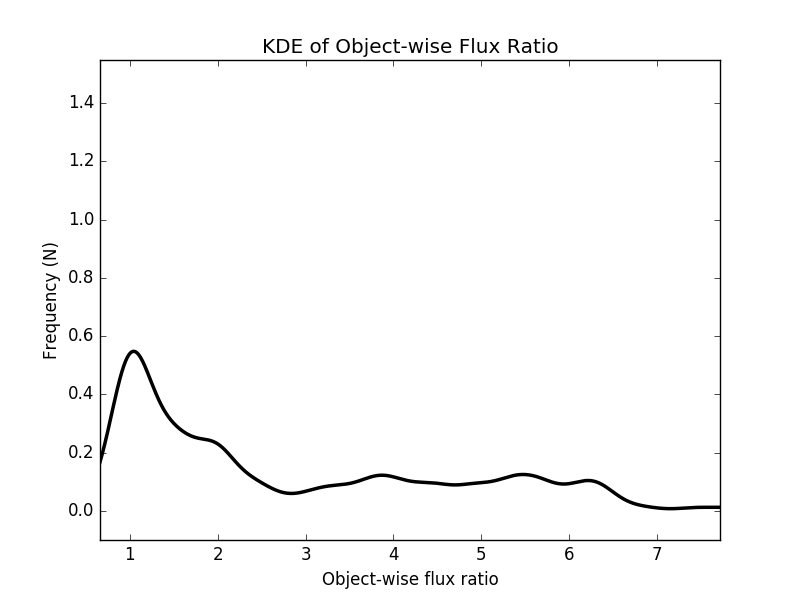 KDE of Object-wise Flux Ratio
1.4
1.2
1.0
0.8
0.6
0.4
0.2
0.0
Frequency (N)
1 2 3 4 5 6 7
Object-wise flux ratio